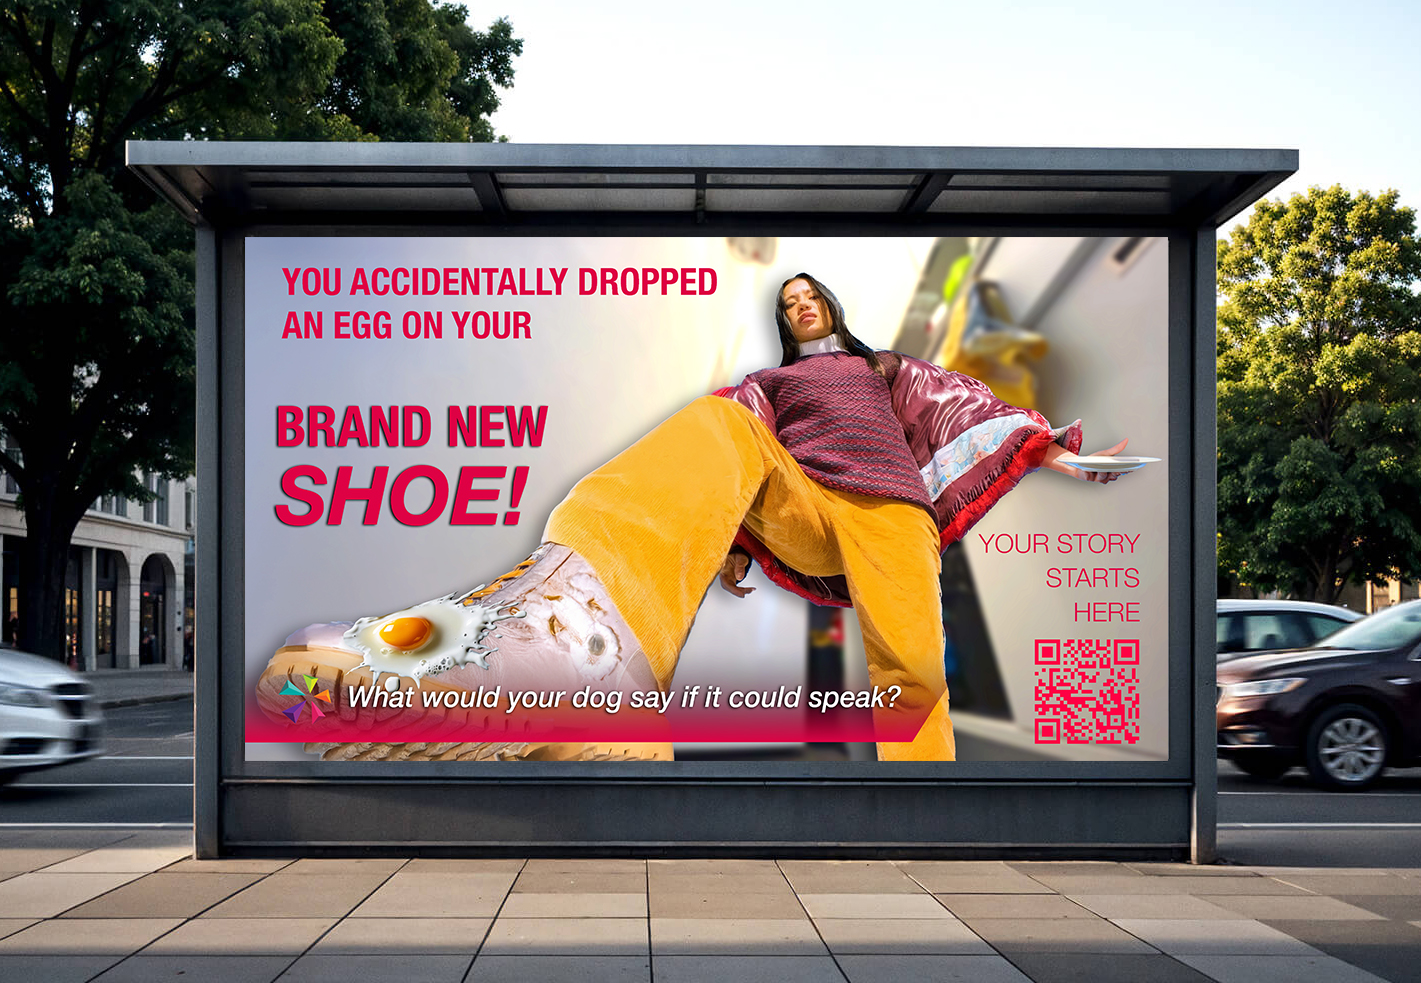 YOU ACCIDENTALLY DROPPED
AN EGG ON YOUR
BRAND NEW
SHOE!
What would your dog say if it could speak?
YOUR STORY
STARTS
HERE